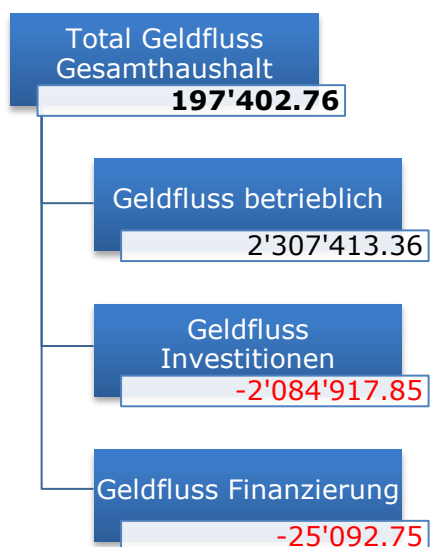 Total Geldfluss
Gesamthaushalt
197'402.76
Geldfluss betrieblich
2'307'413.36
Geldfluss
Investitionen
-2'084'917.85
Geldfluss Finanzierung
-25'092.75